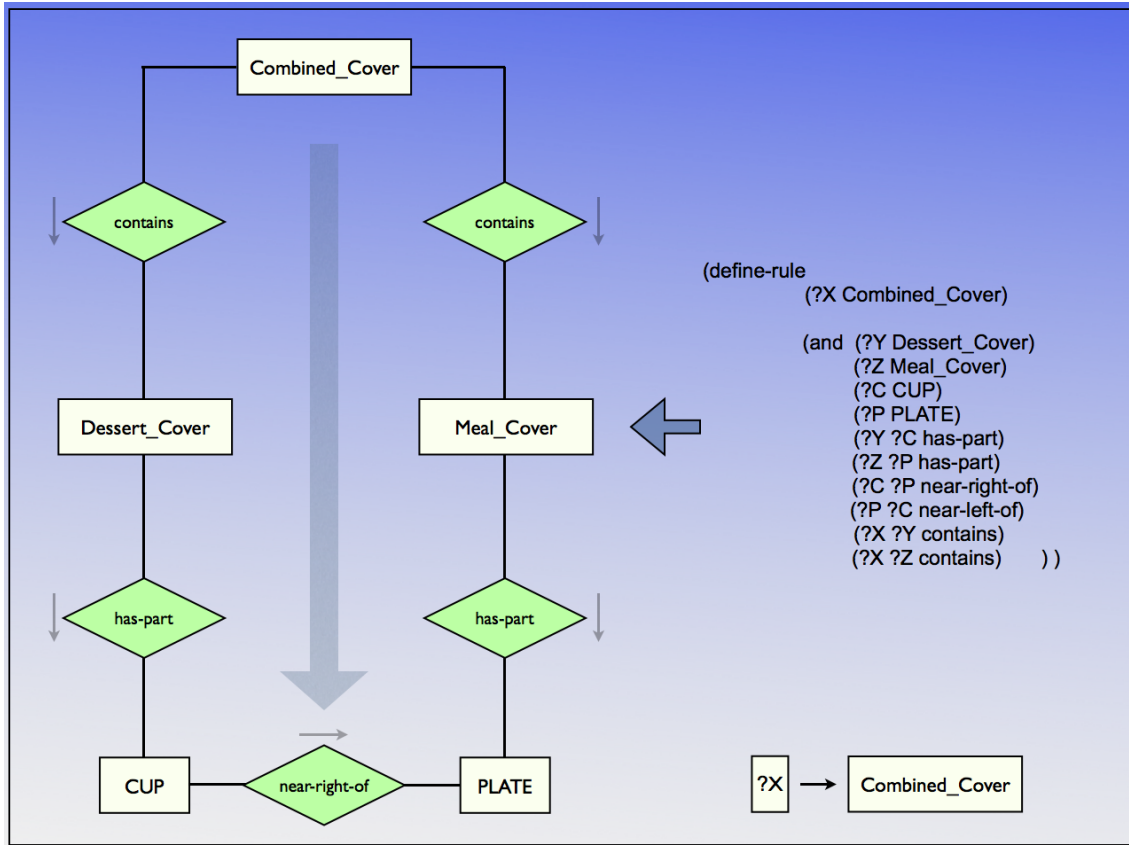 Combined_Cover
contains
contains
Dessert_Cover
Meal_Cover
has-part
has-part
CUP
near-right-of
PLATE
(define-rule
(?X Combined_Cover)
(and (?Y Dessert_Cover)
(?Z Meal_Cover)
(?C CUP)
(?P PLATE)
(?Y ?C has-part)
(?Z ?P has-part)
(?C ?P near-right-of)
(?P ?C near-left-of)
(?X ?Y contains)
(?X ?Z contains) ) )
?X
Combined_Cover